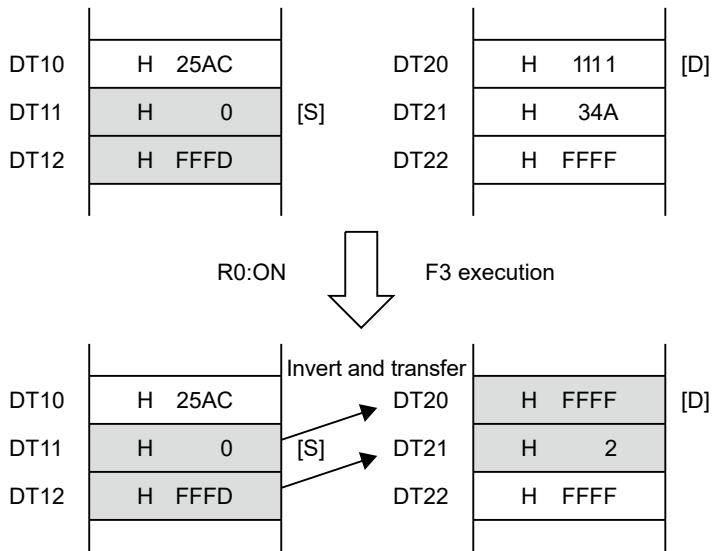 DT10 H 25AC DT20 H 1111 [D]
DT11 H 0 [S] DT21 H 34A
DT12 H FFFD DT22 H FFFF
R0:ON F3 execution
Invert and transfer
DT10 H 25AC DT20 H FFFF [D]
DT11 H 0 [S] DT21 H 2
DT12 H FFFD DT22 H FFFF